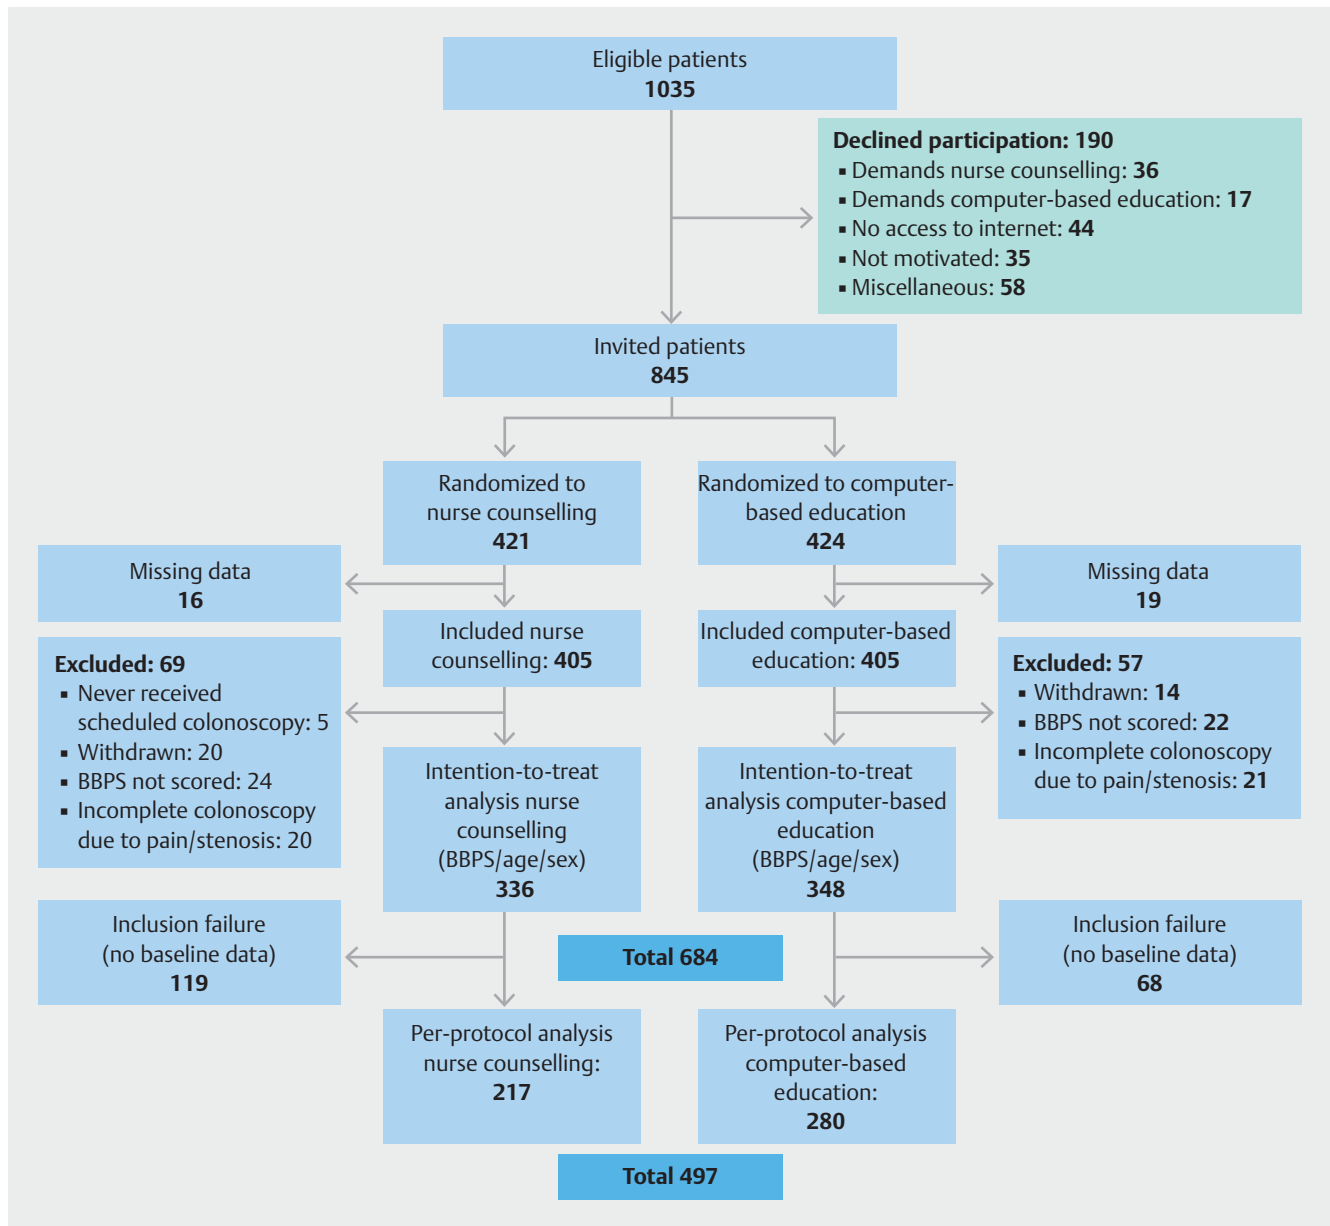 Eligible patients
1035
Declined participation: 190
▪ Demands nurse counselling: 36
▪ Demands computer-based education: 17
▪ No access to internet: 44
▪ Not motivated: 35
▪ Miscellaneous: 58
Invited patients
845
Randomized to
nurse counselling
421
Randomized to computer-
based education
424
Missing data
16
Missing data
19
Included nurse
counselling: 405
Included computer-based
education: 405
Excluded: 69
▪ Never received
scheduled colonoscopy: 5
▪ Withdrawn: 20
▪ BBPS not scored: 24
▪ Incomplete colonoscopy
due to pain/stenosis: 20
Excluded: 57
▪ Withdrawn: 14
▪ BBPS not scored: 22
▪ Incomplete colonoscopy
due to pain/stenosis: 21
Intention-to-treat
analysis nurse
counselling
(BBPS/age/sex)
336
Intention-to-treat
analysis computer-based
education
(BBPS/age/sex)
348
Inclusion failure
(no baseline data)
119
Total 684
Inclusion failure
(no baseline data)
68
Per-protocol analysis
nurse counselling:
217
Per-protocol analysis
computer-based
education:
280
Total 497